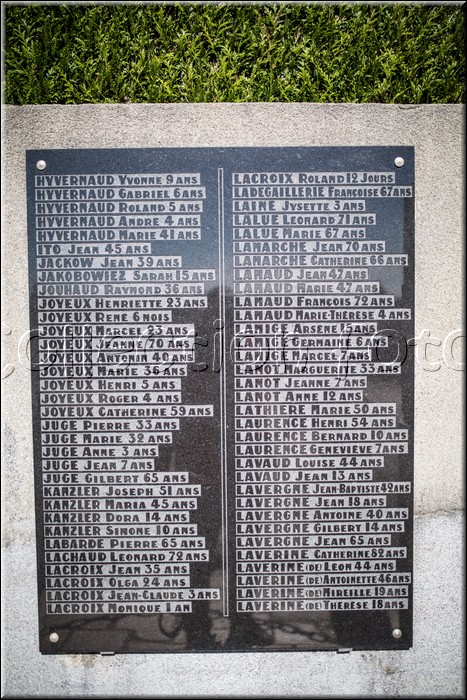 HYVERNAUD YVONNE 9 ANS
HYVERNAUD GABRIEL 6 ANS
HYVERNAUD ROLAND 5 ANS
HYVERNAUD ANDRÉ 4 ANS
HYVERNAUD MARIE 41 ANS
ITO JEAN 45 ANS
JACKOW JEAN 39 ANS
JAKOBOWIEZ SARAH 15 ANS
JOUHAUD RAYMOND 36 ANS
JOYEUX HENRIETTE 23 ANS
JOYEUX RENÉ 6 MOIS
JOYEUX MARCEL 23 ANS
JOYEUX JEANNE 70 ANS
JOYEUX ANTOINE 40 ANS
JOYEUX MARIE 36 ANS
JOYEUX HENRI 5 ANS
JOYEUX ROGER 4 ANS
JOYEUX CATHERINE 59 ANS
JUGE PIERRE 33 ANS
JUGE MARIE 32 ANS
JUGE ANNE 3 ANS
JUGE JEAN 7 ANS
JUGE GILBERT 65 ANS
KANZLER JOSEPH 51 ANS
KANZLER MARIA 45 ANS
KANZLER DORA 14 ANS
KANZLER SIMONE 10 ANS
LABARDE PIERRE 65 ANS
LACHAUD LEONARD 72 ANS
LACROIX JEAN 35 ANS
LACROIX OLGA 24 ANS
LACROIX JEAN-CLAUDE 3 ANS
LACROIX MONIQUE 1 AN
LACROIX ROLAND 12 JOURS
LADEGAILLERIE FRANÇOISE 67 ANS
LAINÉ JYSETTE 3 ANS
LALUE LEONARD 71 ANS
LALUE MARIE 67 ANS
LAMARCHE JEAN 70 ANS
LAMARCHE CATHERINE 66 ANS
LAMAUD JEAN 47 ANS
LAMAUD MARIE 47 ANS
LAMAUD FRANÇOIS 72 ANS
LAMAUD MARIE-THÉRÈSE 4 ANS
LAMIGE ARSÈNE 15 ANS
LAMIGE GERMAINE 6 ANS
LAMIGE MARCEL 7 ANS
LANOT MARGUERITE 33 ANS
LANOT JEANNE 7 ANS
LANOT ANNE 12 ANS
LATHIÈRE MARIE 50 ANS
LAURENCE HENRI 54 ANS
LAURENCE BERNARD 10 ANS
LAURENCE GENEVIÈVE 7 ANS
LAVAUD LOUISE 44 ANS
LAVAUD JEAN 13 ANS
LAVERGNE JEAN-BAPTISTE 42 ANS
LAVERGNE JEAN 18 ANS
LAVERGNE ANTOINE 40 ANS
LAVERGNE GILBERT 14 ANS
LAVERGNE JEAN 65 ANS
LAVERINE CATHERINE 82 ANS
LAVERINE (DE) LÉON 44 ANS
LAVERINE (DE) ANTOINETTE 46 ANS
LAVERINE (DE) MIREILLE 19 ANS
LAVERINE (DE) THÉRÈSE 18 ANS